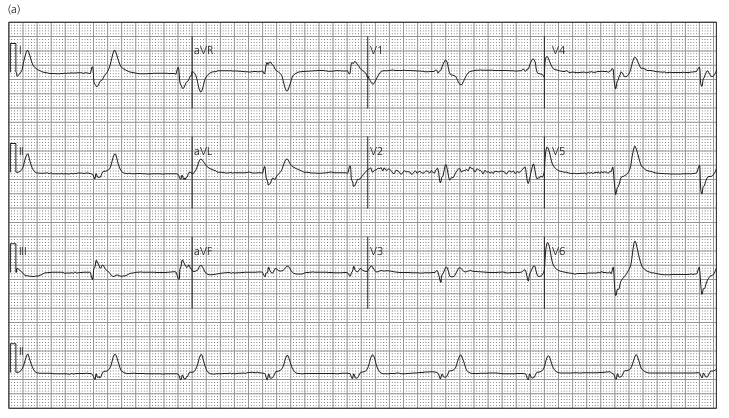 (a)
I aVR V1 V4
II aVL V2 V5
III aVF V3 V6
II